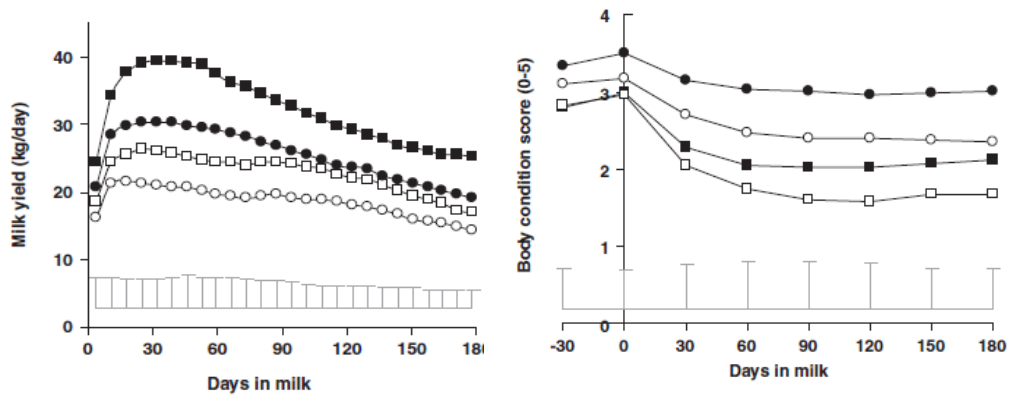 Milk yield (kg/day)
40
30
20
10
0
0 30 60 90 120 150 180
Days in milk
Body condition score (0-5)
4
3
2
1
0
-30 0 30 60 90 120 150 180
Days in milk